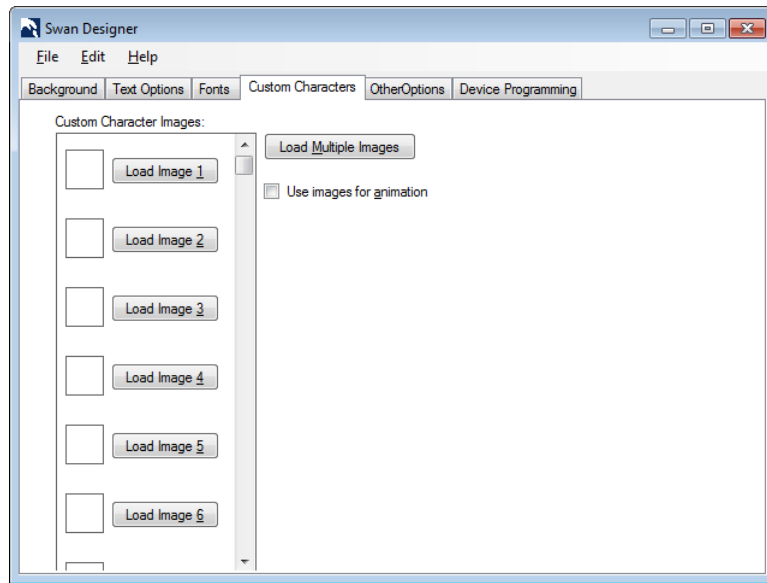 Swan Designer
File Edit Help
Background Text Options Fonts Custom Characters OtherOptions Device Programming
Custom Character Images:
Load Multiple Images
Use images for animation
Load Image 1
Load Image 2
Load Image 3
Load Image 4
Load Image 5
Load Image 6